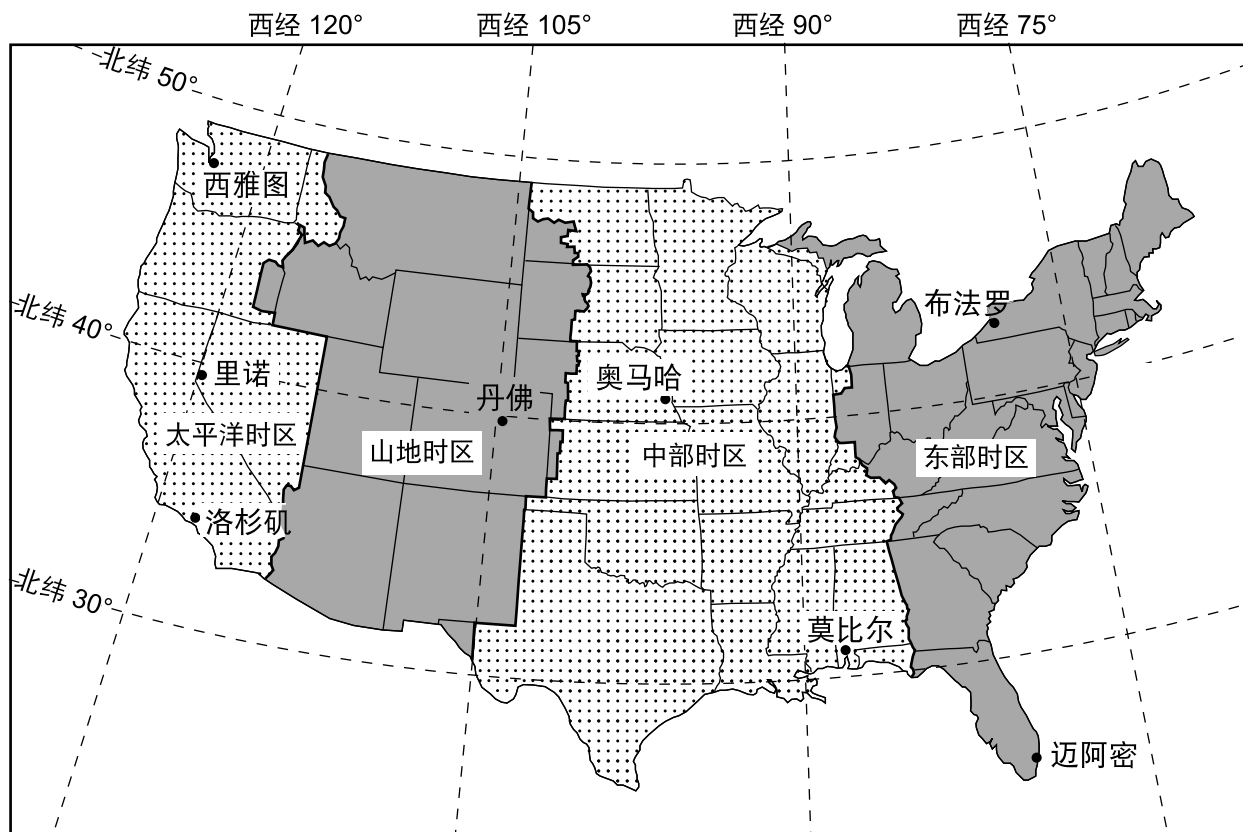 西经 120°
西经 105°
西经 90°
西经 75°
北纬 50°
西雅图
北纬 40°
布法罗
里诺
奥马哈
丹佛
太平洋时区
山地时区
中部时区
东部时区
洛杉矶
北纬 30°
莫比尔
迈阿密